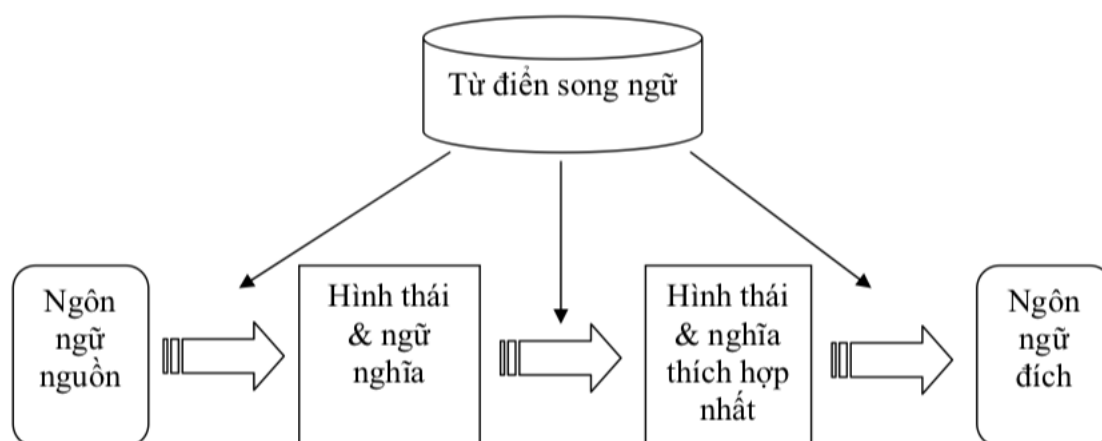 Từ điển song ngữ
Ngôn
ngữ
nguồn
Hình thái
& ngữ
nghĩa
Hình thái
& nghĩa
thích hợp
nhất
Ngôn
ngữ
đích